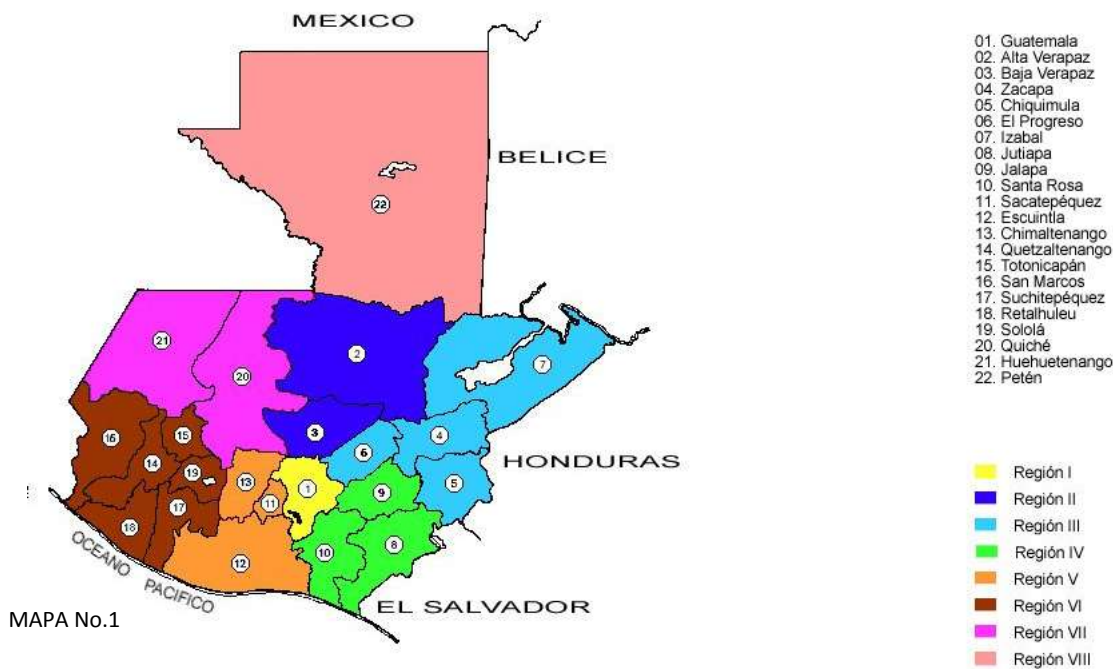 MEXICO
BELICE
HONDURAS
EL SALVADOR
OCEANO PACIFICO
MAPA No.1
22
21
20
2
7
3
4
16
15
6
14
19
13
1
9
5
11
17
18
10
8
12
01. Guatemala
02. Alta Verapaz
03. Baja Verapaz
04. Zacapa
05. Chiquimula
06. El Progreso
07. Izabal
08. Jutiapa
09. Jalapa
10. Santa Rosa
11. Sacatepéquez
12. Escuintla
13. Chimaltenango
14. Quetzaltenango
15. Totonicapán
16. San Marcos
17. Suchitepéquez
18. Retalhuleu
19. Sololá
20. Quiché
21. Huehuetenango
22. Petén
Región I
Región II
Región III
Región IV
Región V
Región VI
Región VII
Región VIII